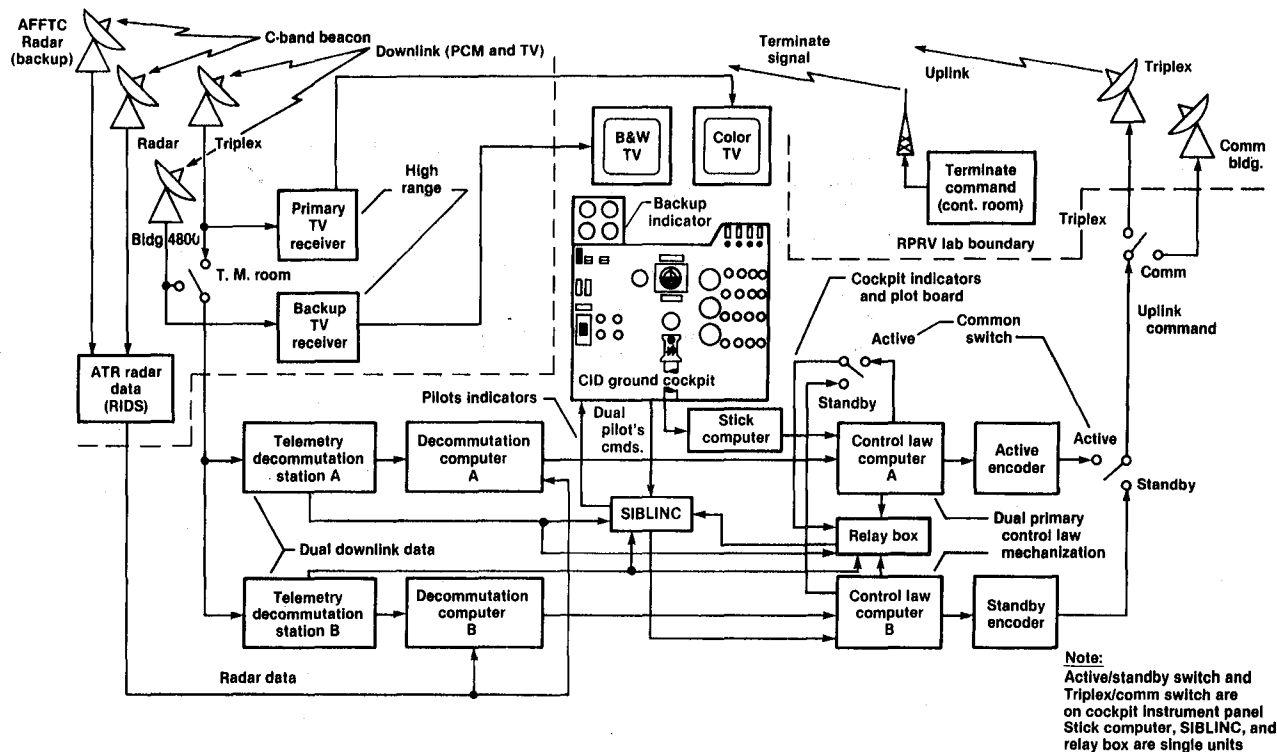 AFFTC
Radar
(backup)
C-band beacon
Downlink (PCM and TV)
Terminate
signal
Uplink
Triplex
Radar
Triplex
B&W
TV
Color
TV
Comm
bldg.
High
range
Terminate
command
(cont. room)
Primary
TV
receiver
Backup
indicator
Triplex
Bldg 4800
RPRV lab boundary
T. M. room
Comm
Backup
TV
receiver
Cockpit indicators
and plot board
Uplink
command
Active
Common
switch
ATR radar
data
(RIDS)
CID ground cockpit
Pilots indicators
Standby
Dual
pilot's
cmds.
Stick
computer
Telemetry
decommutation
station A
Decommutation
computer
A
Control law
computer
A
Active
encoder
Active
Standby
SIBLINC
Relay box
Dual primary
control law
mechanization
Dual downlink data
Telemetry
decommutation
station B
Decommutation
computer
B
Control law
computer
B
Standby
encoder
Radar data
Note:
Active/standby switch and
Triplex/comm switch are
on cockpit instrument panel
Stick computer, SIBLINC, and
relay box are single units